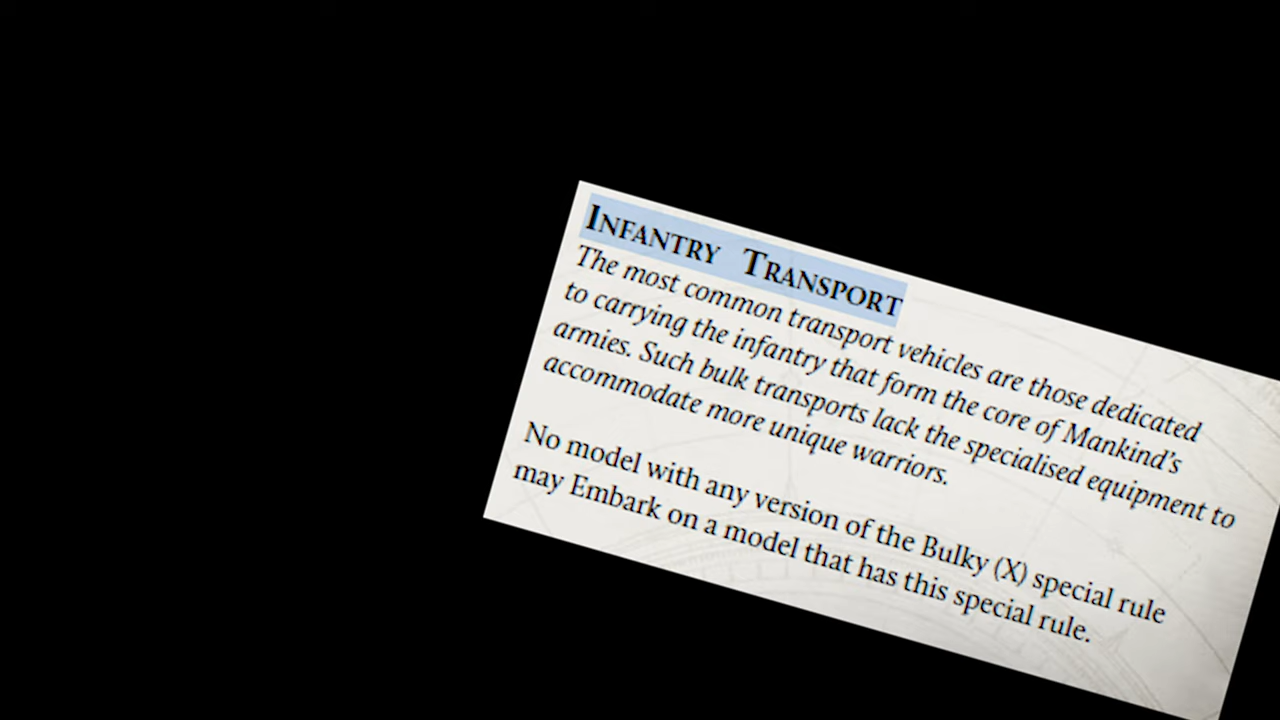 INFANTRY TRANSPORT
The most common transport vehicles are those dedicated
to carrying the infantry that form the core of Mankind's
armies. Such bulk transports lack the specialised equipment to
accommodate more unique warriors.
No model with any version of the Bulky (X) special rule
may Embark on a model that has this special rule.